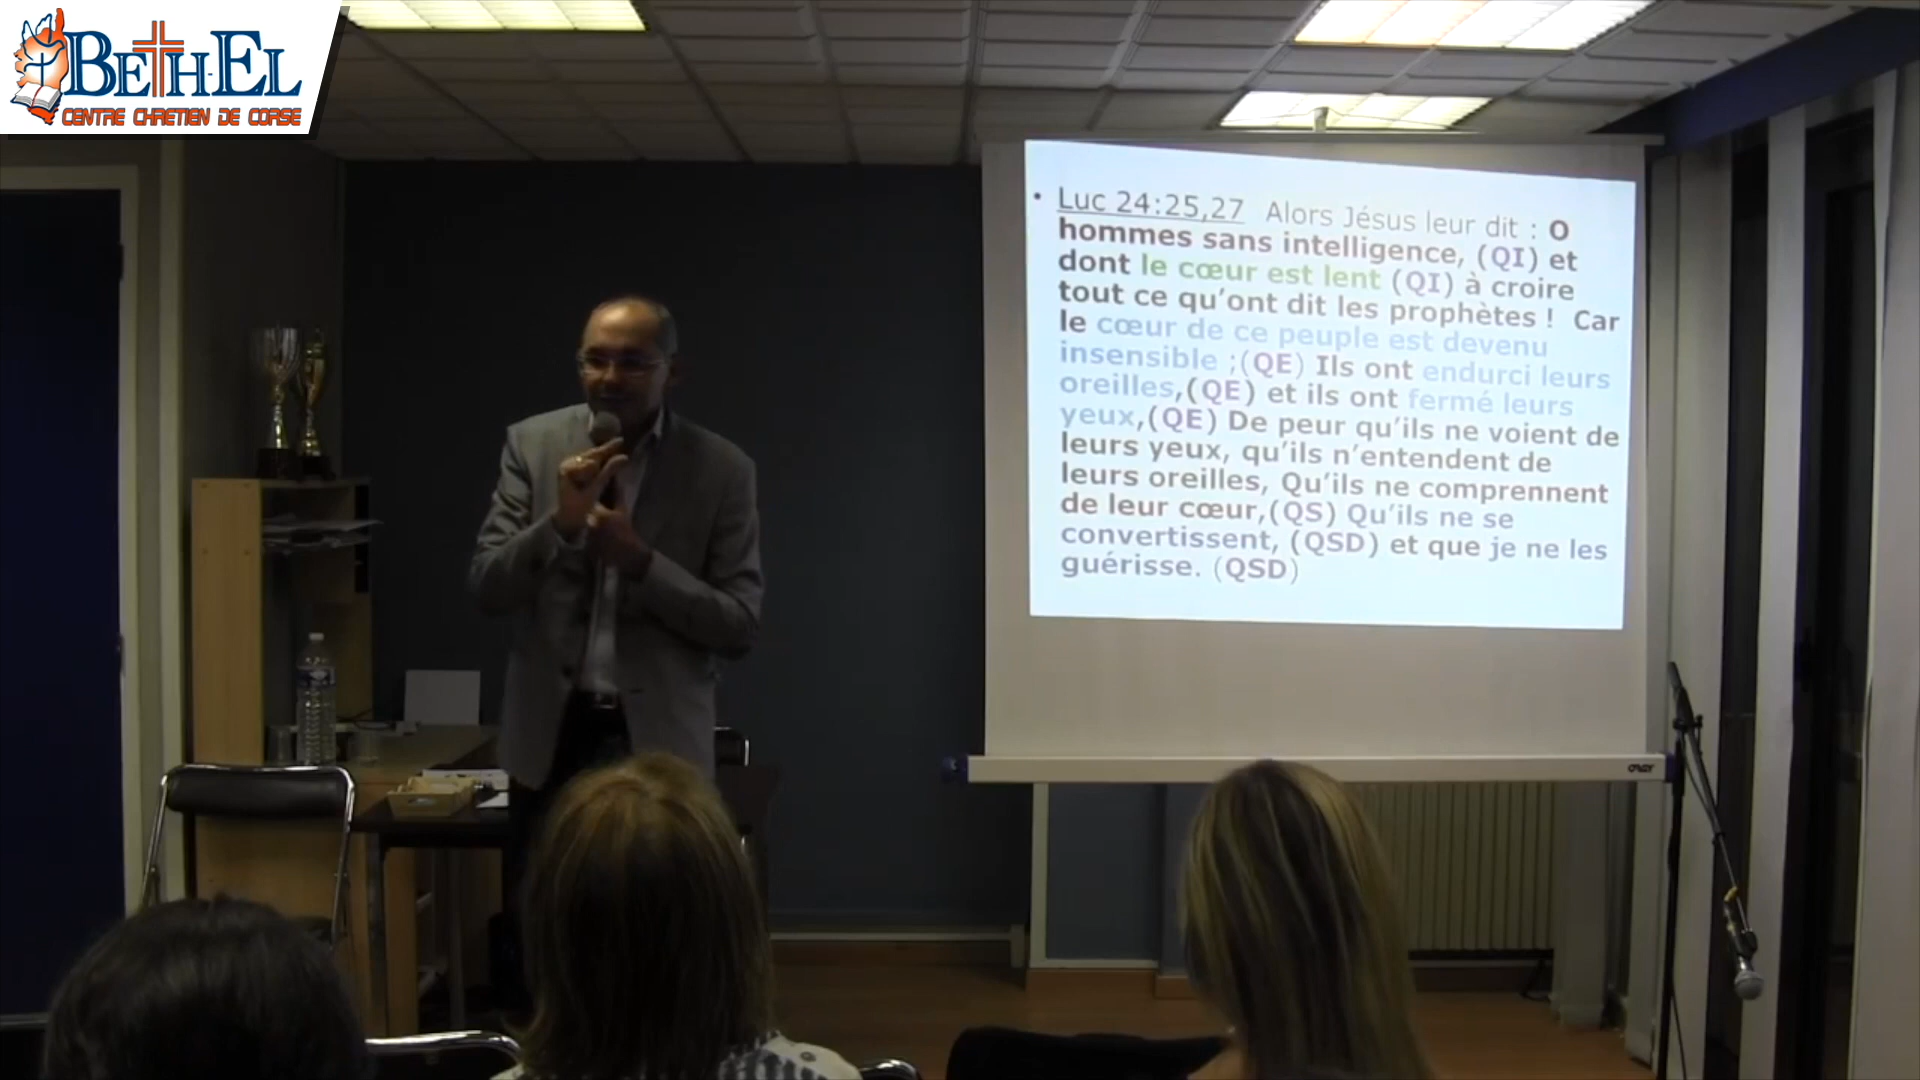 BETH-EL
CENTRE CHRETIEN DE CORSE
• Luc 24:25,27 Alors Jésus leur dit : O
hommes sans intelligence, (QI) et
dont le cœur est lent (QI) à croire
tout ce qu'ont dit les prophètes ! Car
le cœur de ce peuple est devenu
insensible ;(QE) Ils ont endurci leurs
oreilles,(QE) et ils ont fermé leurs
yeux,(QE) De peur qu'ils ne voient de
leurs yeux, qu'ils n'entendent de
leurs oreilles, Qu'ils ne comprennent
de leur cœur,(QS) Qu'ils ne se
convertissent, (QSD) et que je ne les
guérisse. (QSD)